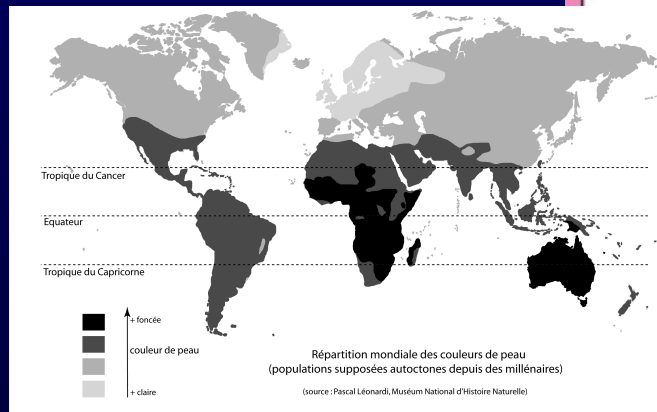 Tropique du Cancer
Equateur
Tropique du Capricorne
+ foncée
couleur de peau
+ claire
Répartition mondiale des couleurs de peau
(populations supposées autoctones depuis des millénaires)
(source : Pascal Léonardi, Muséum National d'Histoire Naturelle)